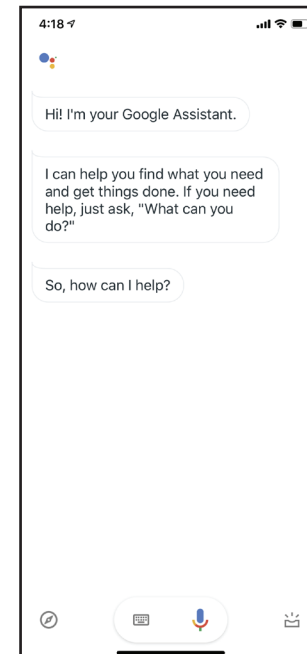 4:18
Hi! I'm your Google Assistant.
I can help you find what you need
and get things done. If you need
help, just ask, "What can you
do?"
So, how can I help?